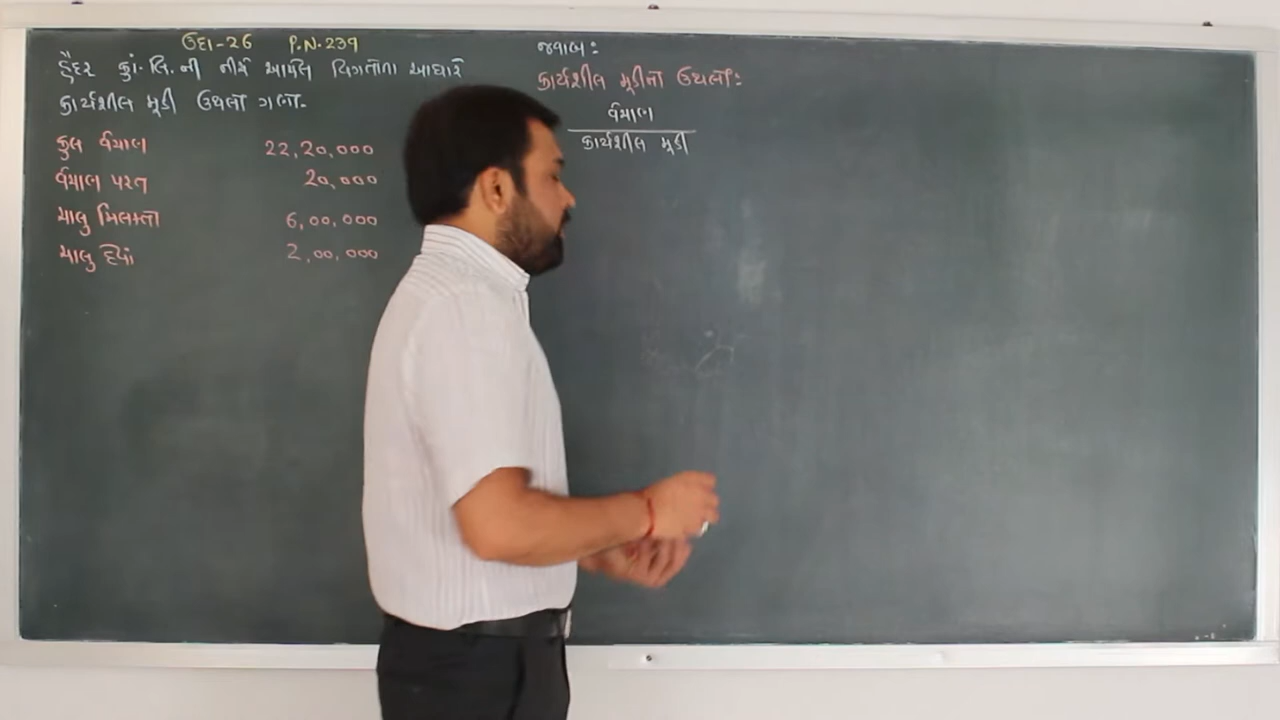 ઉદા-26 P.N.239
હૈદર કાં. લિ. ની નીચે આપેલ વિગતોના આધારે
કાર્યશીલ મૂડી ઉથલો ગણો.
કુલ વેચાણ 22,20,000
વેચાણ પરત 20,000
ચાલુ મિલકતો 6,00,000
ચાલુ દેવાં 2,00,000
જવાબ:
કાર્યશીલ મૂડીનો ઉથલો:
વેચાણ
કાર્યશીલ મૂડી